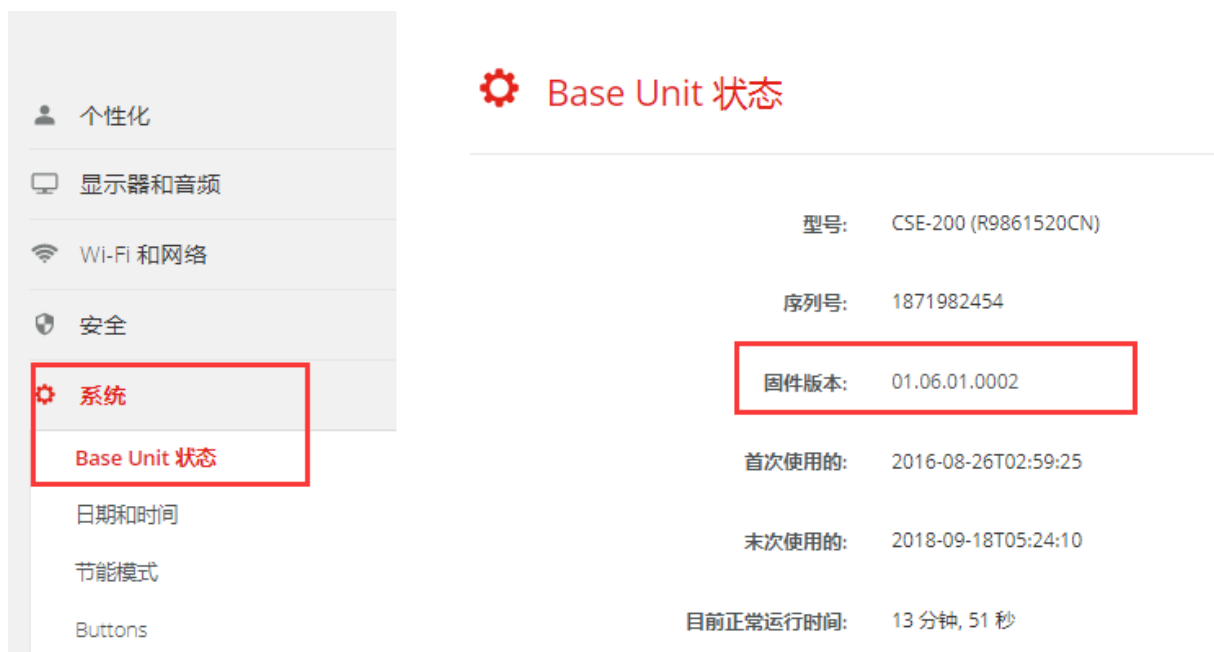 个性化
显示器和音频
Wi-Fi 和网络
安全
系统
Base Unit 状态
日期和时间
节能模式
Buttons
Base Unit 状态
型号: CSE-200 (R9861520CN)
序列号: 1871982454
固件版本: 01.06.01.0002
首次使用的: 2016-08-26T02:59:25
末次使用的: 2018-09-18T05:24:10
目前正常运行时间: 13 分钟, 51 秒